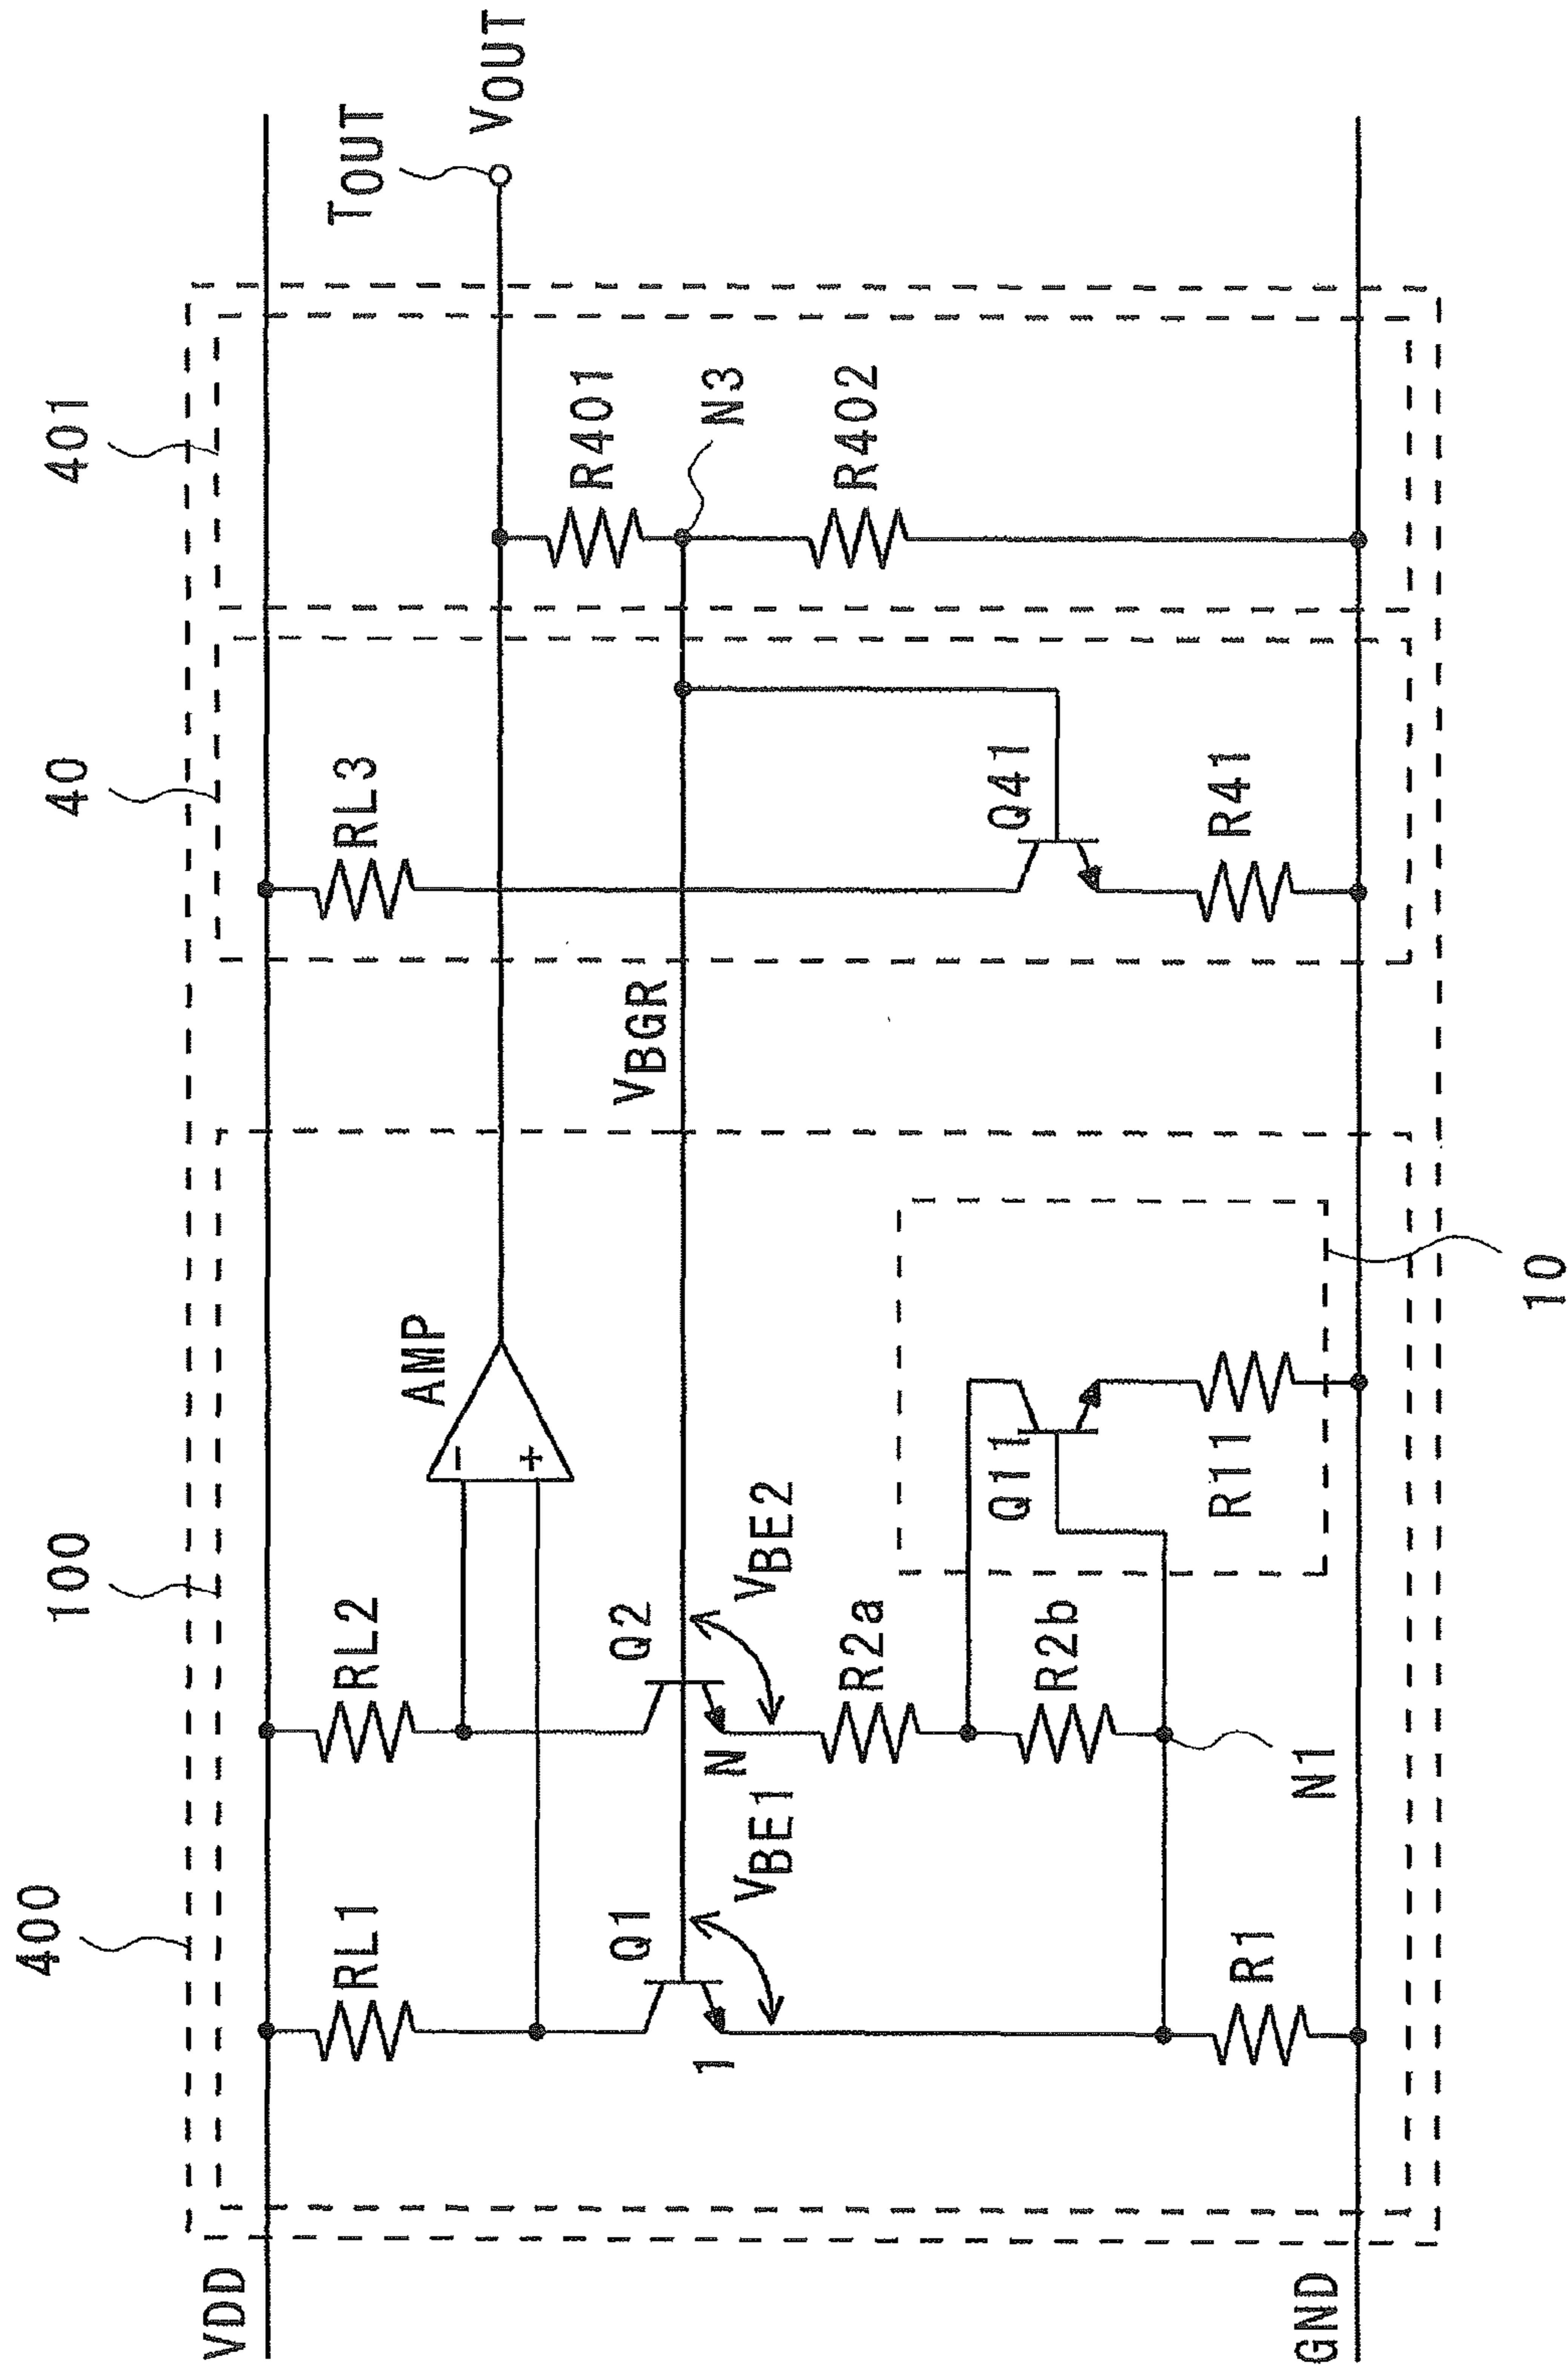 400
100
40
401
VDD
RL1
RL2
RL3
TOUT
AMP
−
+
VOUT
VBGR
Q1
Q2
1
N
VBE1
VBE2
R401
N3
R402
R2a
R2b
Q11
Q41
R1
R11
R41
N1
GND
10